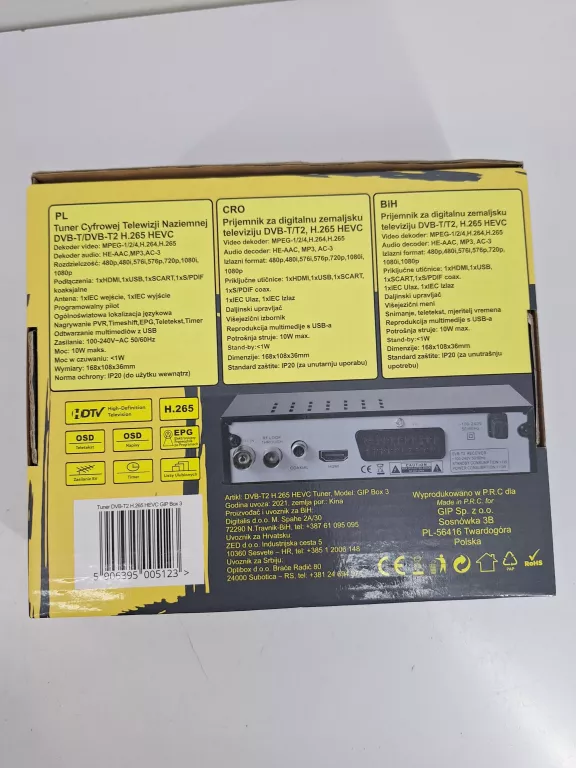 PL
Tuner Cyfrowej Telewizji Naziemnej
DVB-T/DVB-T2 H.265 HEVC
Dekoder video: MPEG-1/2/4,H.264,H.265
Dekoder audio: HE-AAC,MP3,AC-3
Rozdzielczość: 480p,480i,576i,576p,720p,1080i,
1080p
Podłączenia: 1xHDMI,1xUSB,1xSCART,1xS/PDIF
koaksjalne
Antena: 1xIEC wejście, 1xIEC wyjście
Programowalny pilot
Ogólnoświatowa lokalizacja językowa
Nagrywanie PVR,Timeshift,EPG,Teletekst,Timer
Odtwarzanie multimediów z USB
Zasilanie: 100-240V~AC 50/60Hz
Moc: 10W maks.
Moc w czuwaniu: <1W
Wymiary: 168x108x36mm
Norma ochrony: IP20 (do użytku wewnątrz)
CRO
Prijemnik za digitalnu zemaljsku
televiziju DVB-T/T2, H.265 HEVC
Video dekoder: MPEG-1/2/4,H.264,H.265
Audio decoder: HE-AAC, MP3, AC-3
Izlazni format: 480p,480i,576i,576p,720p,1080i,
1080p
Priključne utičnice: 1xHDMI,1xUSB,1xSCART,
1xS/PDIF coax.
1xIEC Ulaz, 1xIEC Izlaz
Daljinski upravljač
Višejezični izbornik
Reprodukcija multimedije s USB-a
Potrošnja struje: 10W max.
Stand-by:<1W
Dimenzije: 168x108x36mm
Standard zaštite: IP20 (za unutarnju uporabu)
BiH
Prijemnik za digitalnu zemaljsku
televiziju DVB-T/T2, H.265 HEVC
Video dekoder: MPEG-1/2/4,H.264,H.265
Audio decoder: HE-AAC, MP3, AC-3
Izlazni format: 480p,480i,576i,576p,720p,
1080i,1080p
Priključne utičnice: 1xHDMI,1xUSB,
1xSCART,1xS/PDIF coax.
1xIEC Ulaz, 1xIEC Izlaz
Daljinski upravljač
Višejezični meni
Snimanje, teletekst, mjeritelj vremena
Reprodukcija multimedije s USB-a
Potrošnja struje: 10W max.
Stand-by:<1W
Dimenzije: 168x108x36mm
Standard zaštite: IP20 (za unutrašnju
upotrebu)
HDTV
High-Definition
Television
H.265
OSD
Teletekst
OSD
Napisy
EPG
Zasilanie 5V
Timer
Listy Ulubionych
COAXIAL
HDMI
CE
CAUTION
Tuner DVB-T2 H.265 HEVC GIP Box 3
5 906395 005123 >
Artikl: DVB-T2 H.265 HEVC Tuner, Model: GIP Box 3
Godina uvoza: 2021. zemlja por.: Kina
Proizvođač i uvoznik za BiH:
Digitalis d.o.o. M. Spahe 2A/30
72290 N.Travnik-BiH, tel:+387 61 095 095
Uvoznik za Hrvatsku:
ZED d.o.o. Industrijska cesta 5
10360 Sesvete – HR, tel: +385 1 2006 148
Uvoznik za Srbiju:
Optibox d.o.o. Braće Radić 80
24000 Subotica – RS, tel. +381 24
Wyprodukowano w P.R.C dla
Made in P.R.C. for
GIP Sp. z o.o.
Sosnówka 3B
PL-56416 Twardogóra
Polska
CE
PAP
RoHS